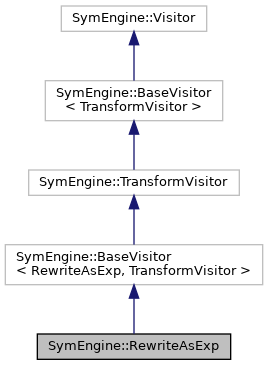 SymEngine::Visitor
SymEngine::BaseVisitor
< TransformVisitor >
SymEngine::TransformVisitor
SymEngine::BaseVisitor
< RewriteAsExp, TransformVisitor >
SymEngine::RewriteAsExp